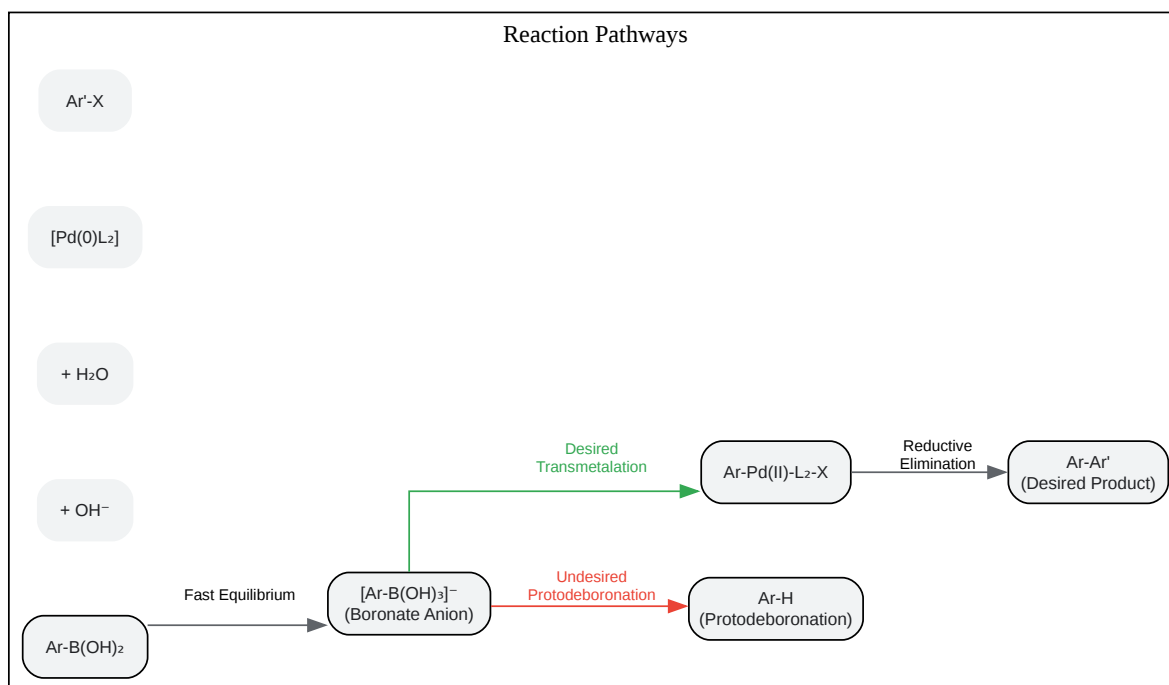 Reaction Pathways
Ar'-X
[Pd(0)L₂]
+ H₂O
+ OH⁻
Ar-B(OH)₂
Fast Equilibrium
[Ar-B(OH)₃]⁻
(Boronate Anion)
Desired
Transmetalation
Undesired
Protodeboronation
Ar-Pd(II)-L₂-X
Ar-H
(Protodeboronation)
Reductive
Elimination
Ar-Ar'
(Desired Product)